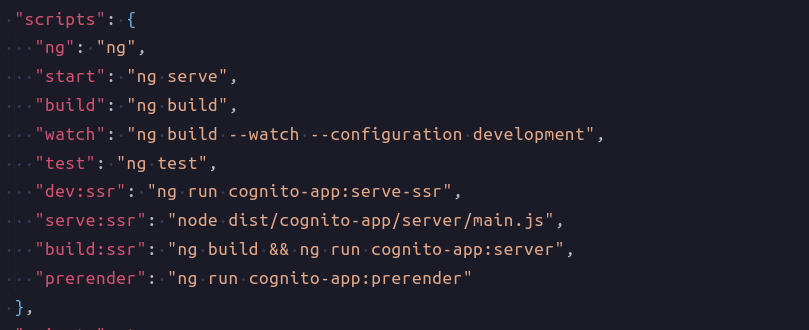 "scripts": {
"ng": "ng",
"start": "ng serve",
"build": "ng build",
"watch": "ng build --watch --configuration development",
"test": "ng test",
"dev:ssr": "ng run cognito-app:serve-ssr",
"serve:ssr": "node dist/cognito-app/server/main.js",
"build:ssr": "ng build && ng run cognito-app:server",
"prerender": "ng run cognito-app:prerender"
},